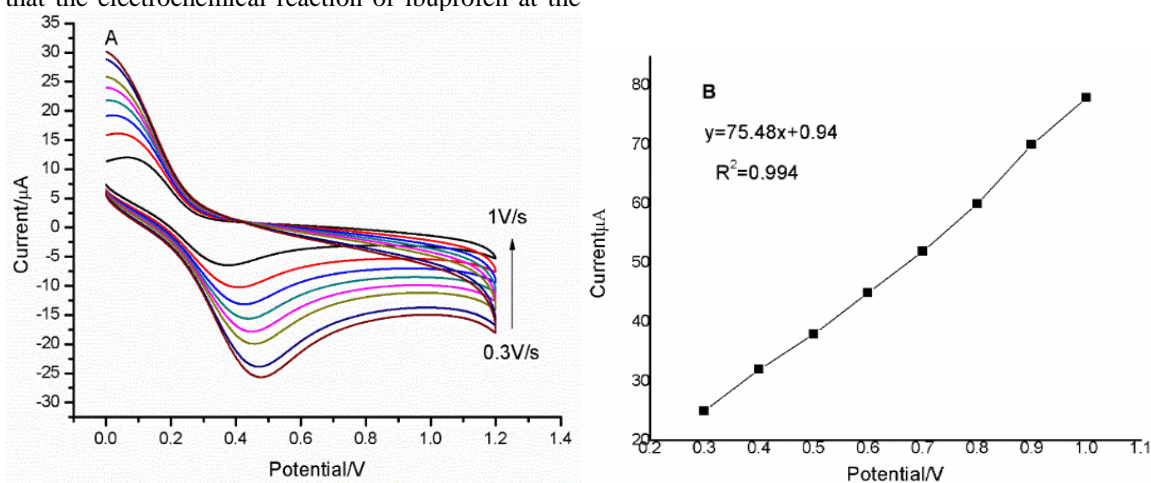 that the electrochemical reaction of Ibuprofen at the
A
35
30
25
20
15
10
5
0
-5
-10
-15
-20
-25
-30
Current/μA
1V/s
0.3V/s
0.0 0.2 0.4 0.6 0.8 1.0 1.2 1.4
Potential/V
B
y=75.48x+0.94
R²=0.994
80
70
60
50
40
30
20
CurrentμA
0.2 0.3 0.4 0.5 0.6 0.7 0.8 0.9 1.0 1.1
Potential/V